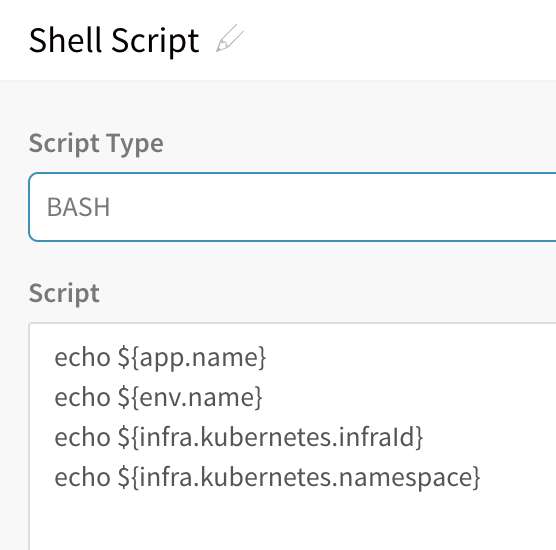 Shell Script
Script Type
BASH
Script
echo ${app.name}
echo ${env.name}
echo ${infra.kubernetes.infraId}
echo ${infra.kubernetes.namespace}